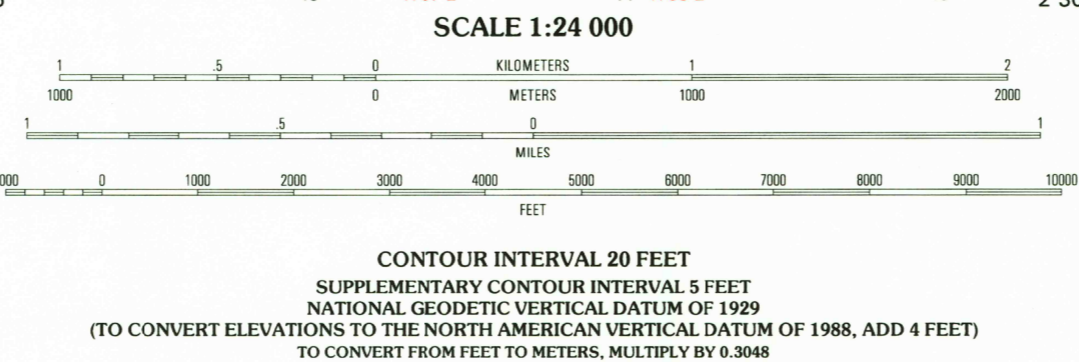 SCALE 1:24 000
1 .5 0 KILOMETERS 1 2
1000 0 METERS 1000 2000
1 .5 0 1
MILES
000 0 1000 2000 3000 4000 5000 6000 7000 8000 9000 10000
FEET
CONTOUR INTERVAL 20 FEET
SUPPLEMENTARY CONTOUR INTERVAL 5 FEET
NATIONAL GEODETIC VERTICAL DATUM OF 1929
(TO CONVERT ELEVATIONS TO THE NORTH AMERICAN VERTICAL DATUM OF 1988, ADD 4 FEET)
TO CONVERT FROM FEET TO METERS, MULTIPLY BY 0.3048